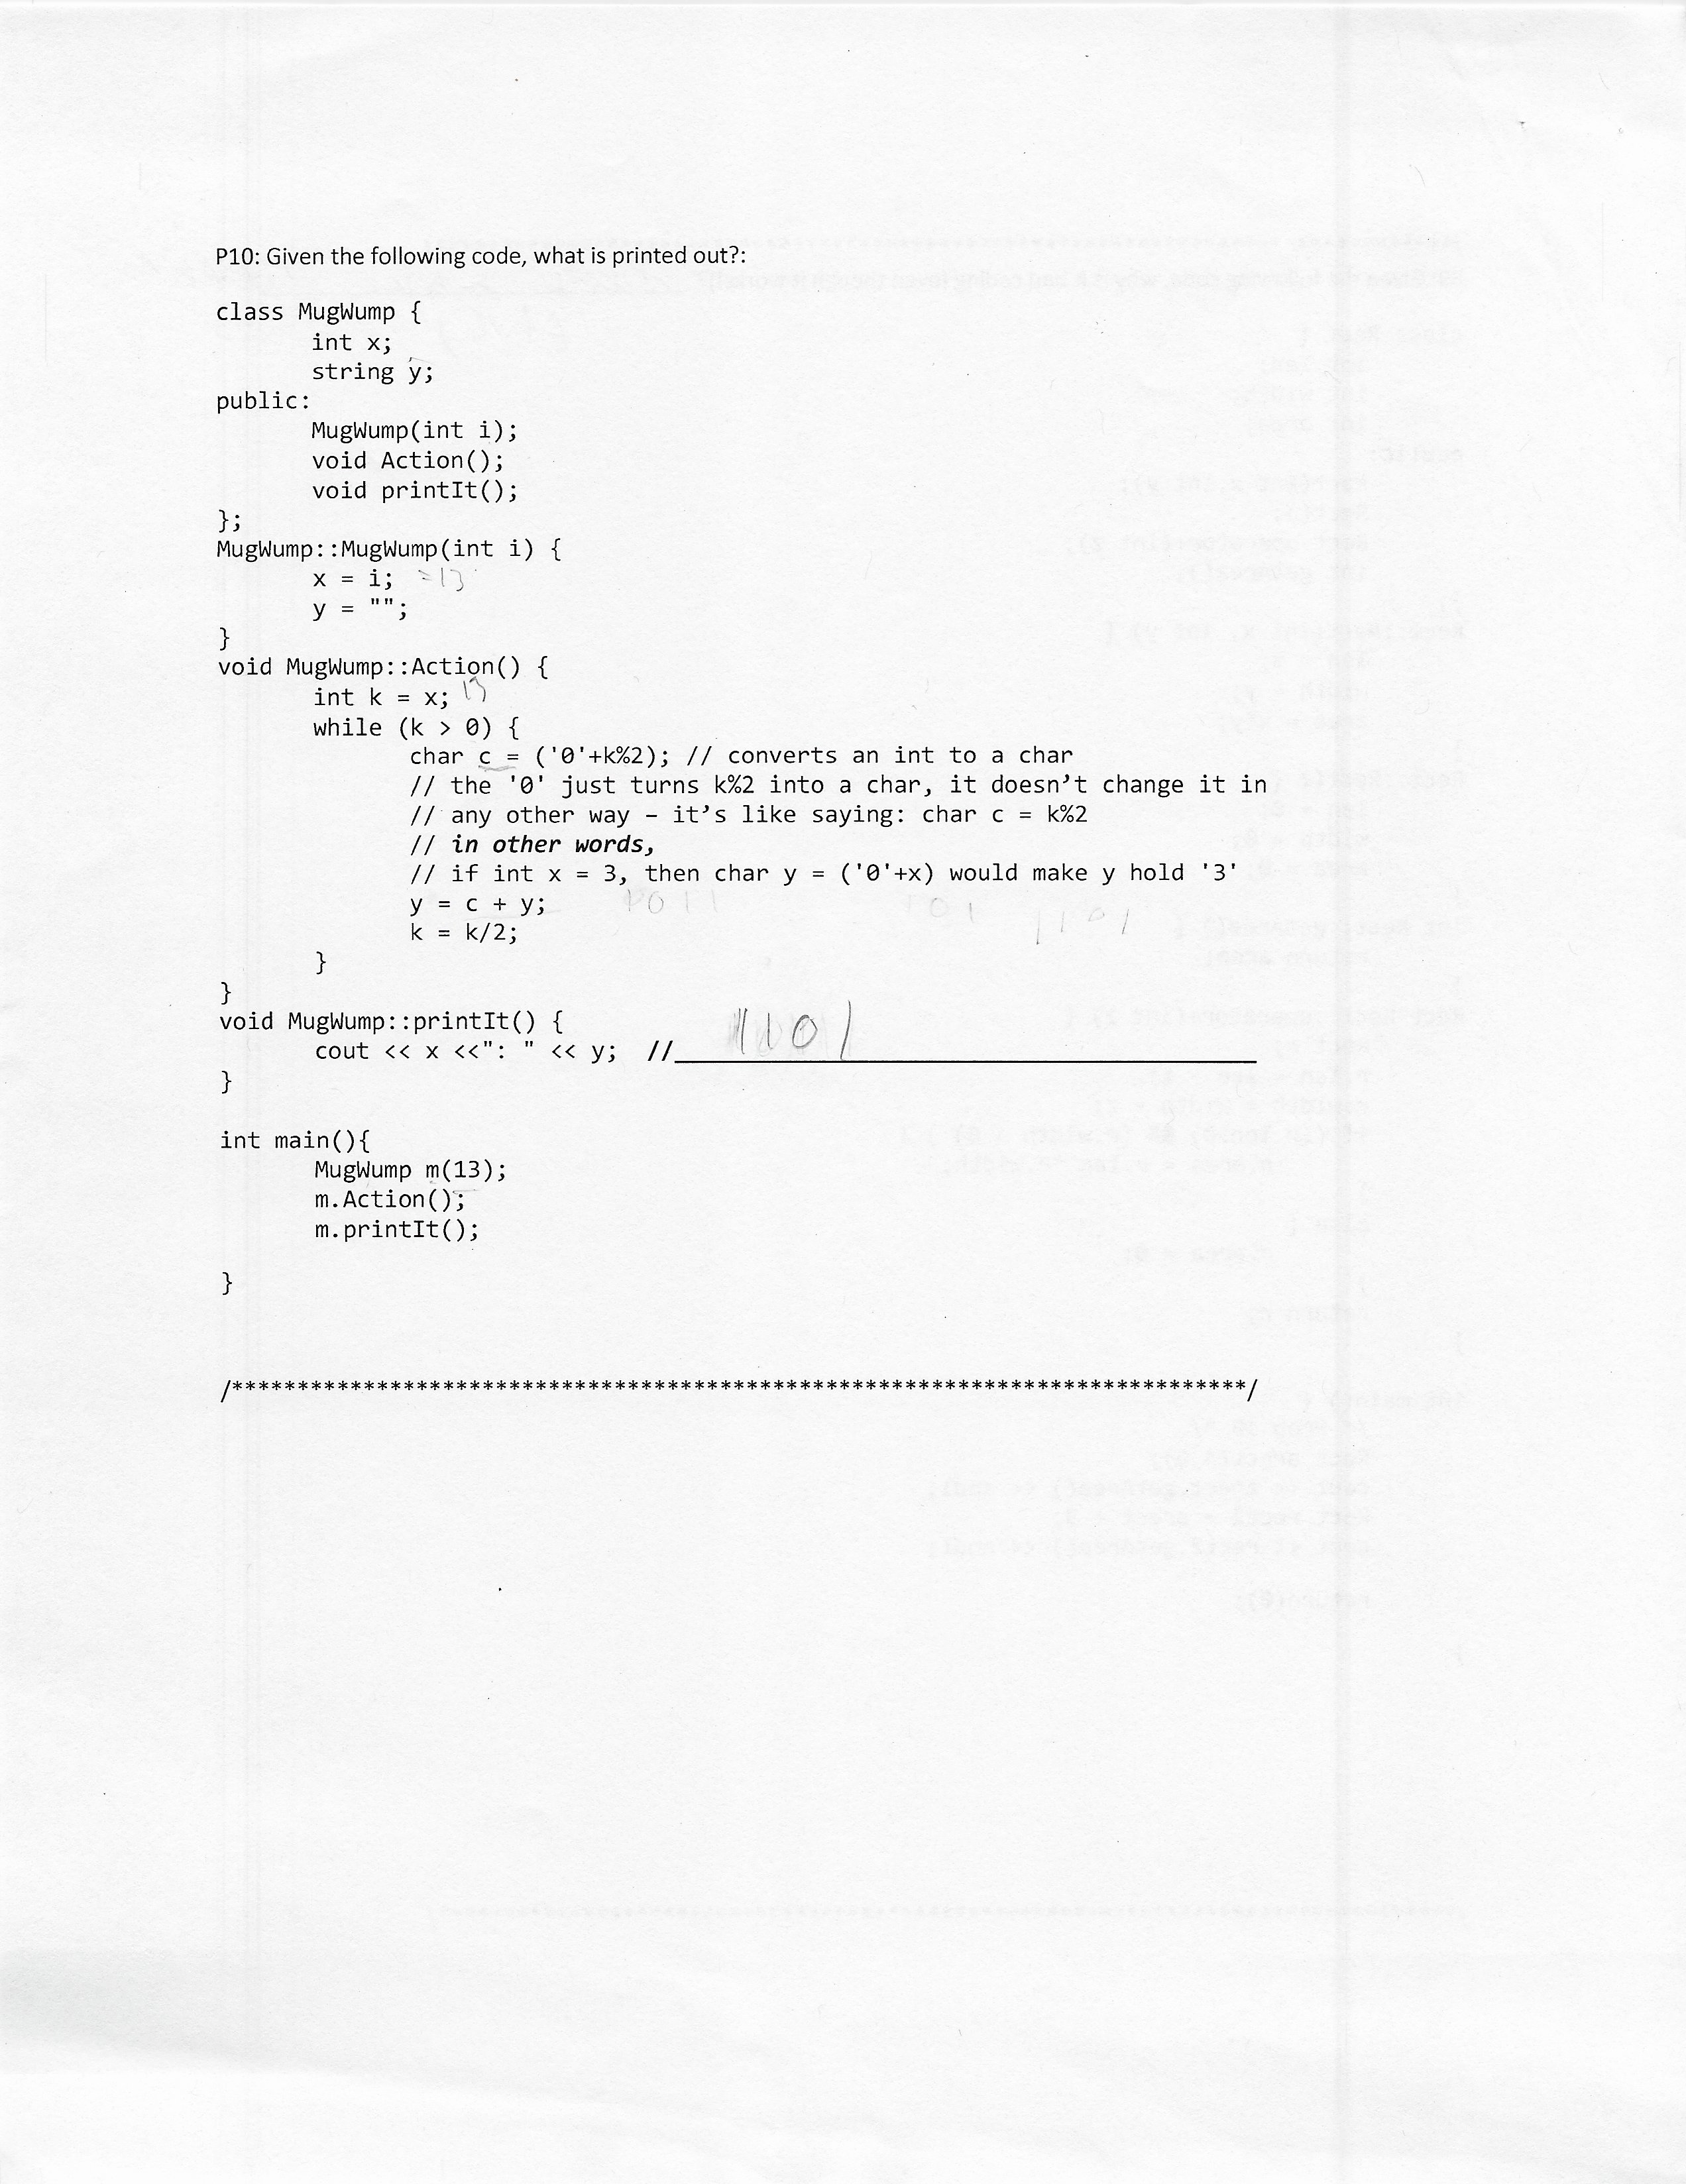 P10: Given the following code, what is printed out?:
class MugWump {
int x;
string y;
public:
MugWump(int i);
void Action();
void printIt();
};
MugWump::MugWump(int i) {
x = i; =13
y = "";
}
void MugWump::Action() {
int k = x; 13
while (k > 0) {
char c = ('0'+k%2); // converts an int to a char
// the '0' just turns k%2 into a char, it doesn’t change it in
// any other way – it’s like saying: char c = k%2
// in other words,
// if int x = 3, then char y = ('0'+x) would make y hold '3'
y = c + y; 1011 101 1101
k = k/2;
}
}
void MugWump::printIt() {
cout << x <<": " << y; // 1101
}
int main(){
MugWump m(13);
m.Action();
m.printIt();
}
/******************************************************************************/